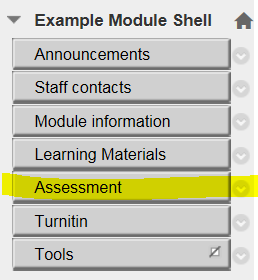 Example Module Shell
Announcements
Staff contacts
Module information
Learning Materials
Assessment
Turnitin
Tools